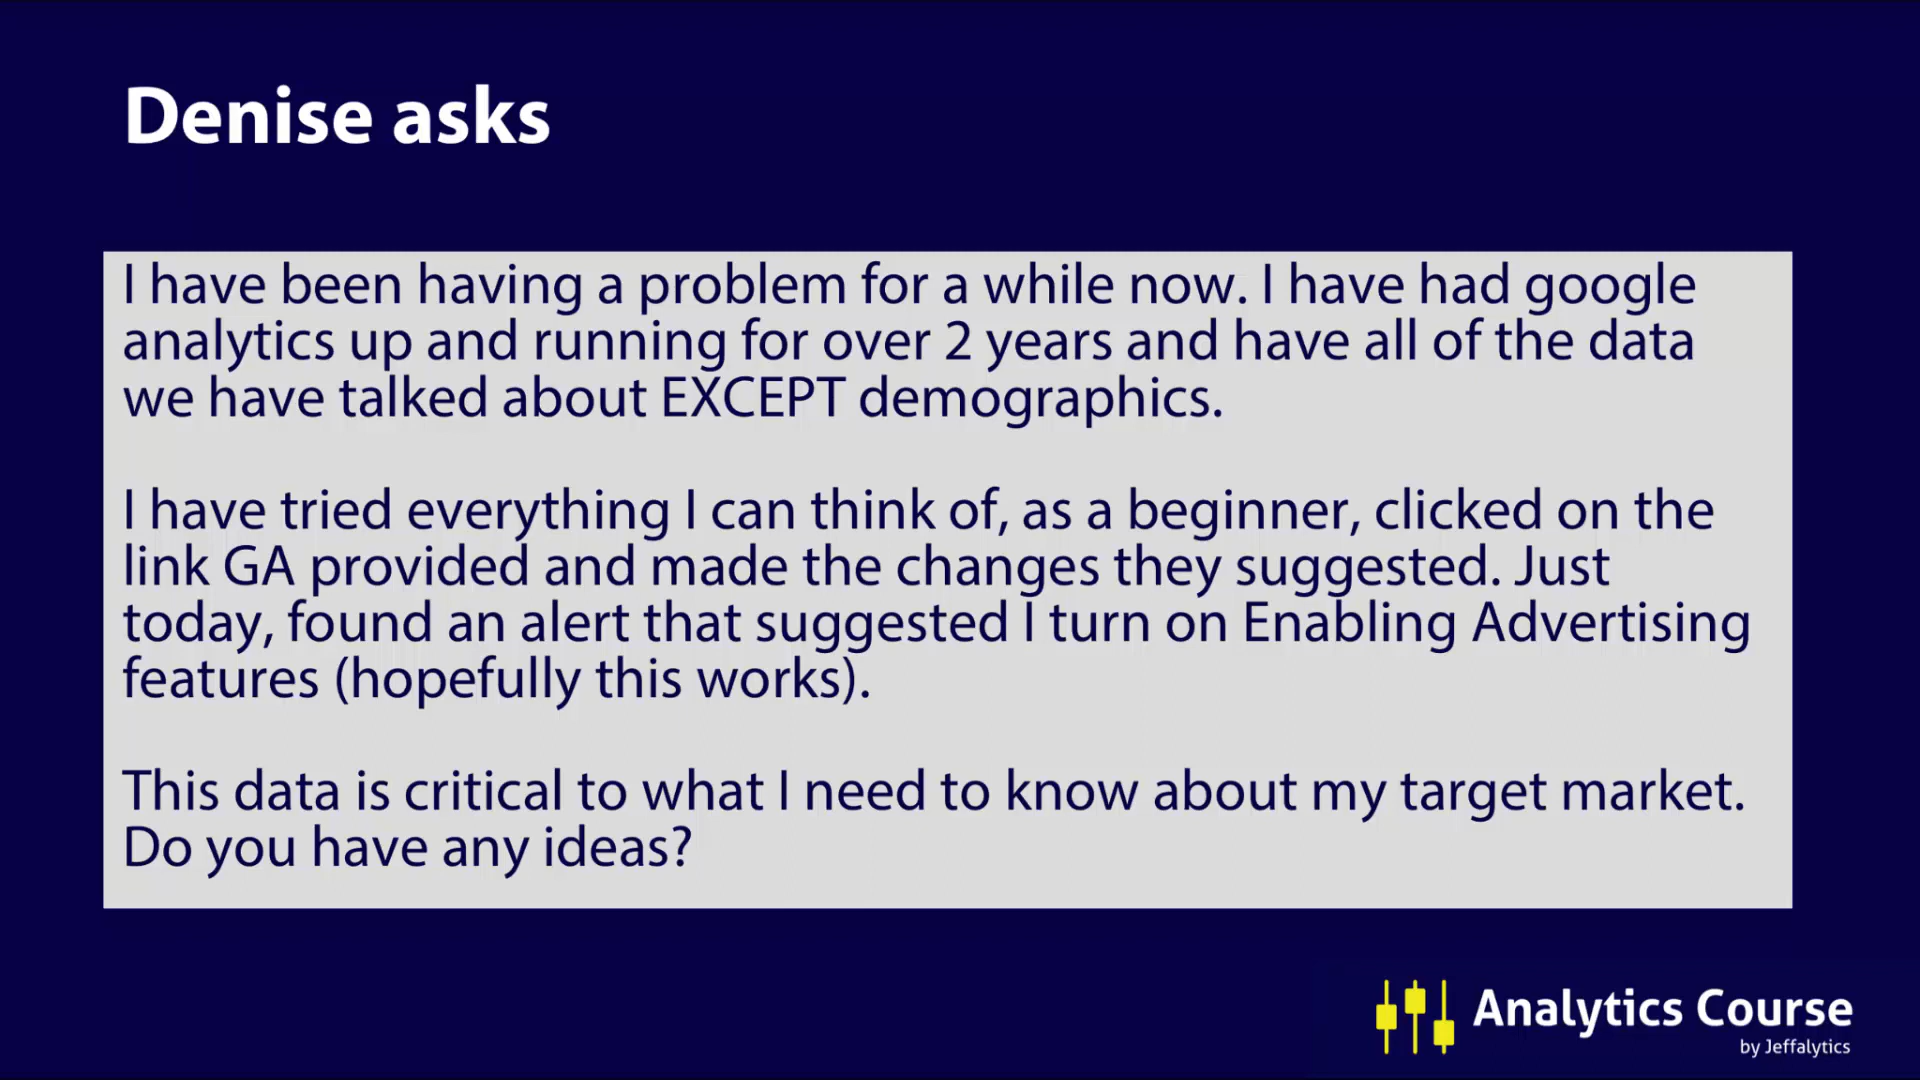 Denise asks
I have been having a problem for a while now. I have had google
analytics up and running for over 2 years and have all of the data
we have talked about EXCEPT demographics.
I have tried everything I can think of, as a beginner, clicked on the
link GA provided and made the changes they suggested. Just
today, found an alert that suggested I turn on Enabling Advertising
features (hopefully this works).
This data is critical to what I need to know about my target market.
Do you have any ideas?
Analytics Course
by Jeffalytics